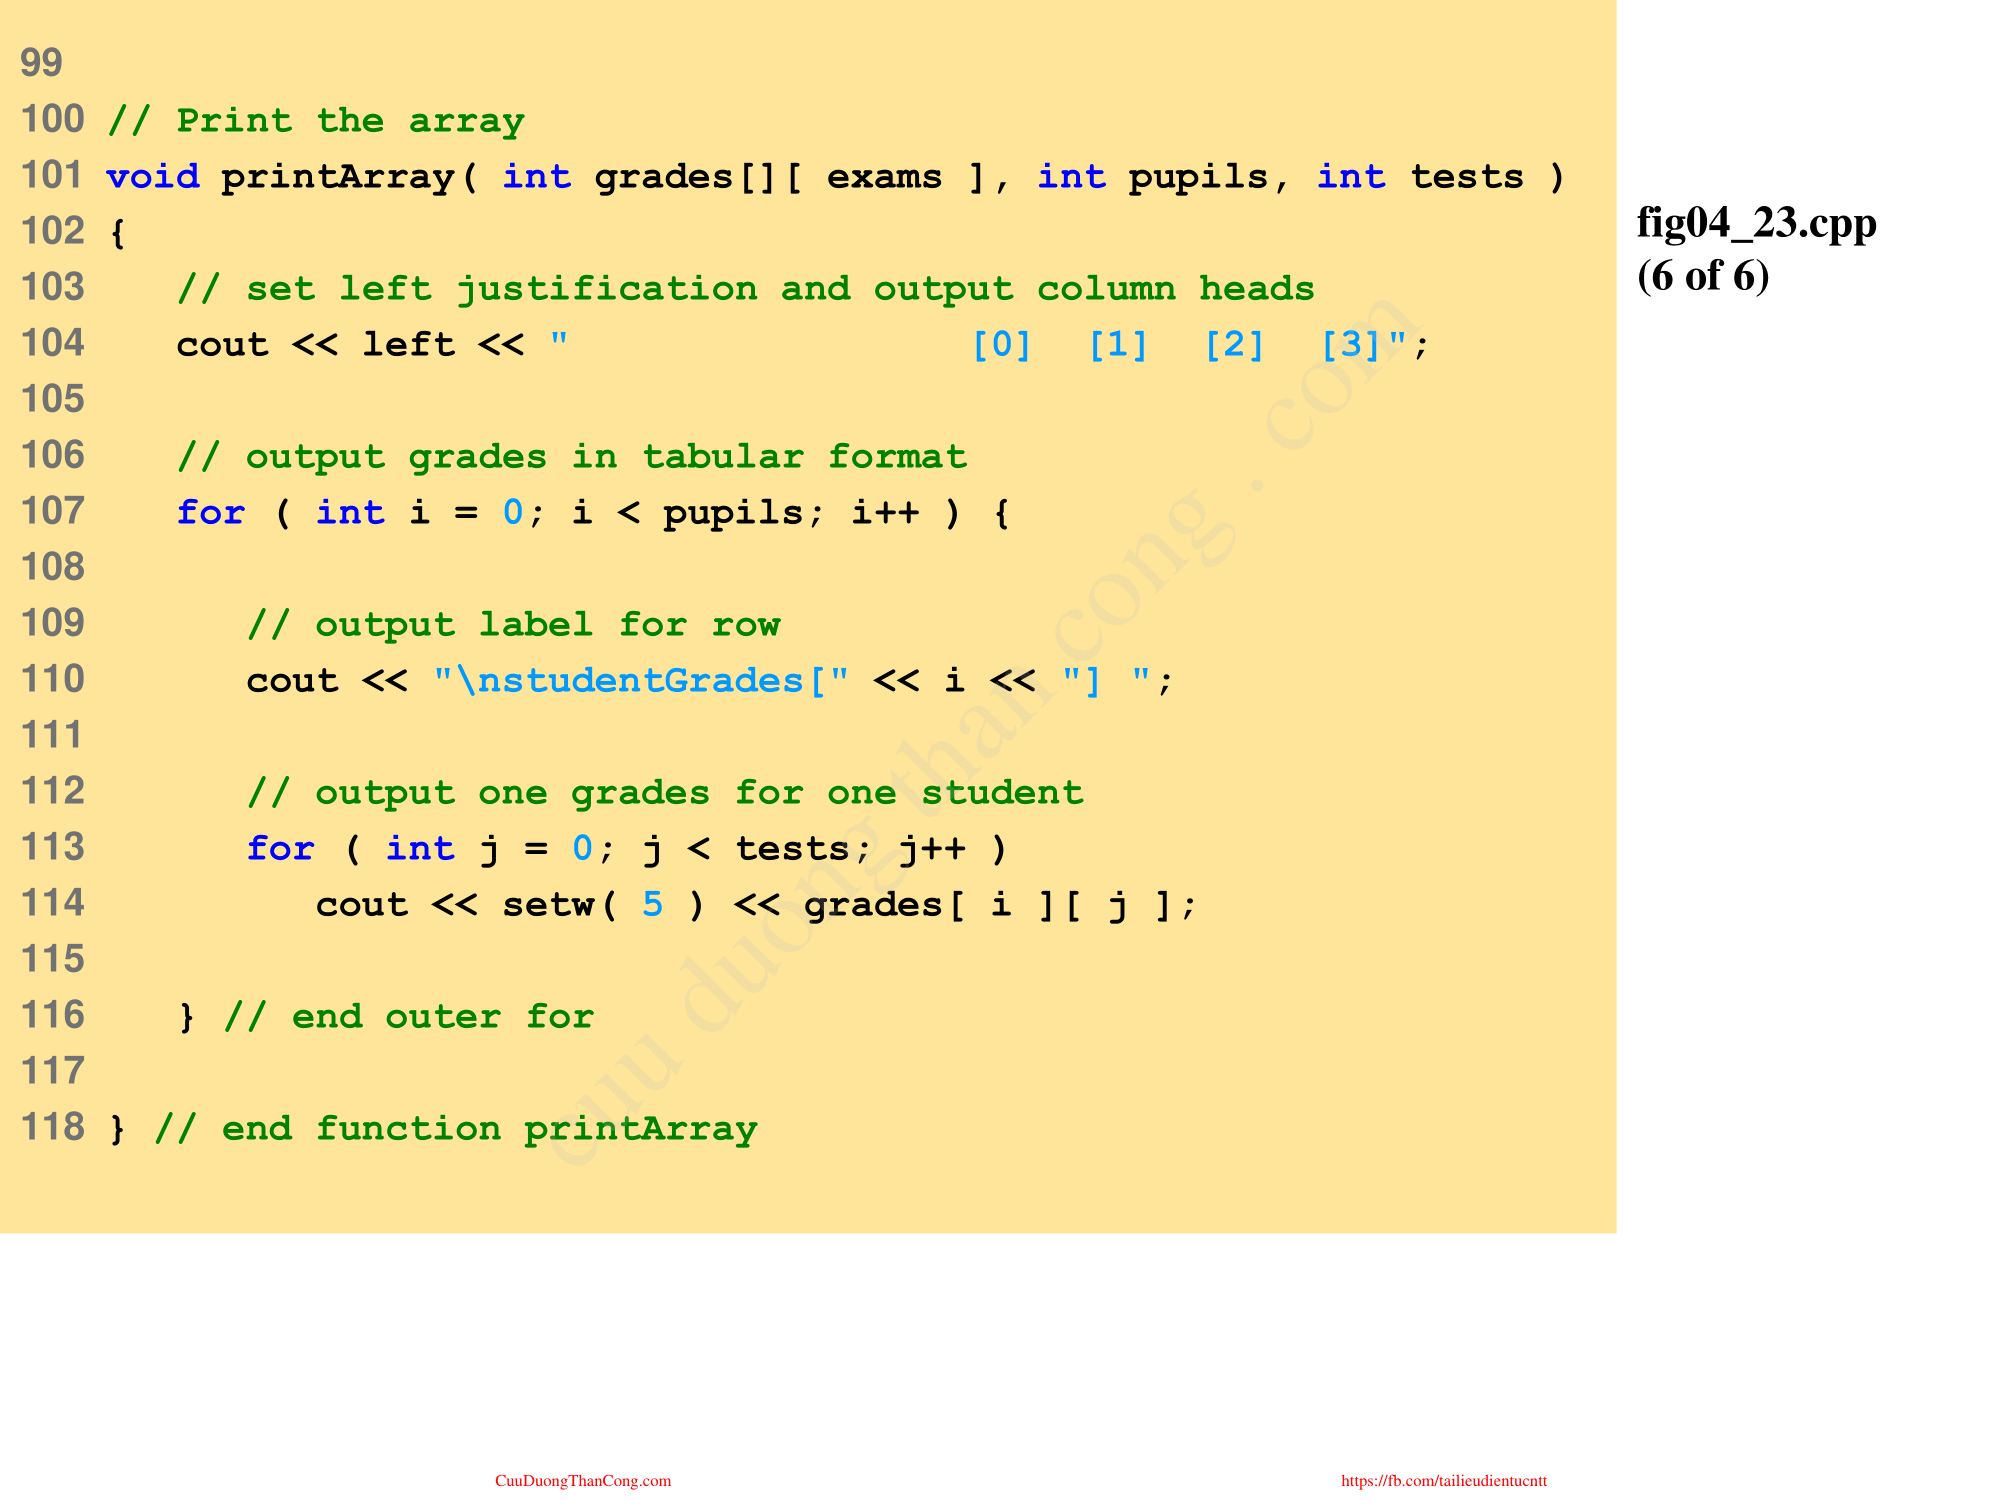 99
100 // Print the array
101 void printArray( int grades[][ exams ], int pupils, int tests )
102 {
103    // set left justification and output column heads
104    cout << left << "                 [0]  [1]  [2]  [3]";
105
106    // output grades in tabular format
107    for ( int i = 0; i < pupils; i++ ) {
108
109       // output label for row
110       cout << "\nstudentGrades[" << i << "] ";
111
112       // output one grades for one student
113       for ( int j = 0; j < tests; j++ )
114          cout << setw( 5 ) << grades[ i ][ j ];
115
116    } // end outer for
117
118 } // end function printArray
fig04_23.cpp
(6 of 6)
cuu duong than cong . com
CuuDuongThanCong.com
https://fb.com/tailieudientucntt